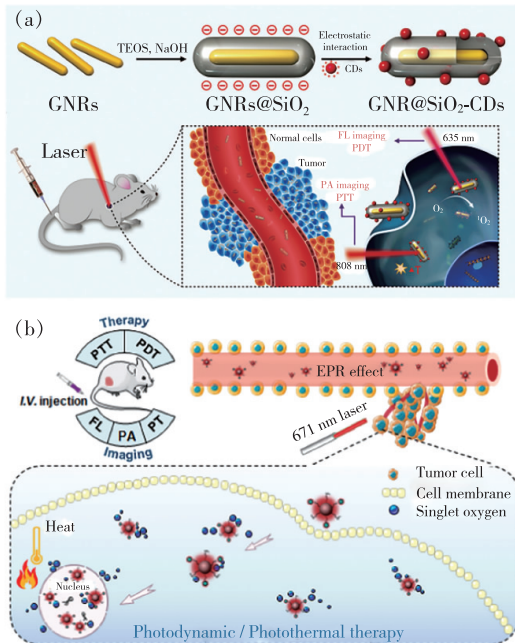 (a)
TEOS, NaOH
Electrostatic
interaction
CDs
GNRs
GNRs@SiO₂
GNR@SiO₂-CDs
Laser
Normal cells
Tumor
FL imaging
PDT
635 nm
PA imaging
PTT
808 nm
O₂
¹O₂
(b)
Therapy
PTT
PDT
I.V. injection
FL
PA
PT
Imaging
EPR effect
671 nm laser
Tumor cell
Cell membrane
Singlet oxygen
Heat
Nucleus
Photodynamic / Photothermal therapy